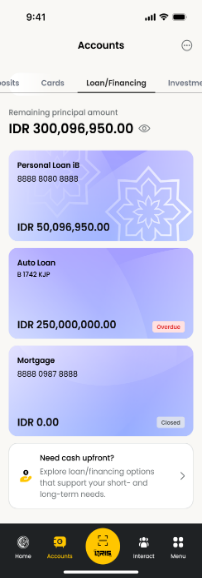 9:41
Accounts
osits Cards Loan/Financing Investme
Remaining principal amount
IDR 300,096,950.00
Personal Loan iB
8888 8080 8888
IDR 50,096,950.00
Auto Loan
B 1742 KJP
IDR 250,000,000.00
Overdue
Mortgage
8888 0987 8888
IDR 0.00
Closed
Need cash upfront?
Explore loan/financing options
that support your short- and
long-term needs.
QRIS
Home Accounts Interact Menu